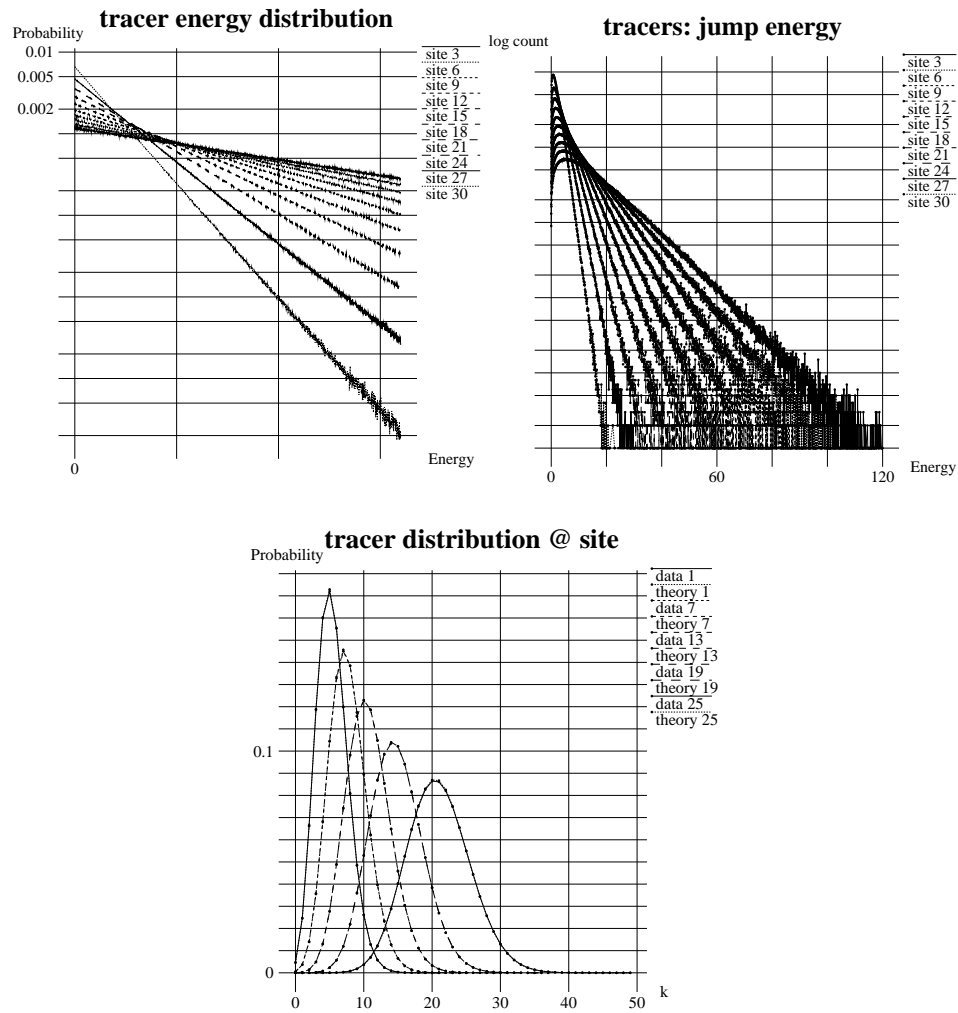 tracer energy distribution
Probability
0.01
0.005
0.002
site 3
site 6
site 9
site 12
site 15
site 18
site 21
site 24
site 27
site 30
Energy
0
tracers: jump energy
log count
site 3
site 6
site 9
site 12
site 15
site 18
site 21
site 24
site 27
site 30
Energy
0
60
120
tracer distribution @ site
Probability
data 1
theory 1
data 7
theory 7
data 13
theory 13
data 19
theory 19
data 25
theory 25
0.1
0
k
0
10
20
30
40
50